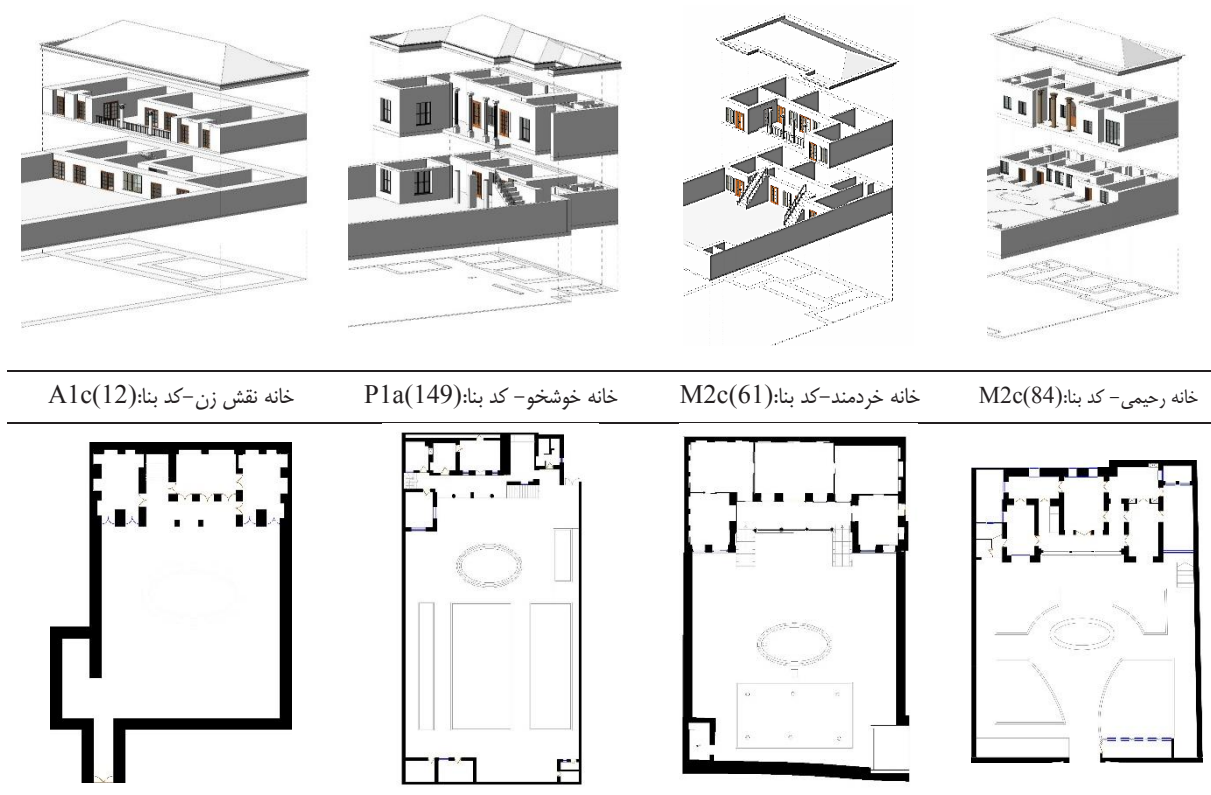 خانه رحیمی- کد بنا:M2c(84)
خانه خردمند-کد بنا:M2c(61)
خانه خوشخو- کد بنا:P1a(149)
خانه نقش زن-کد بنا:A1c(12)